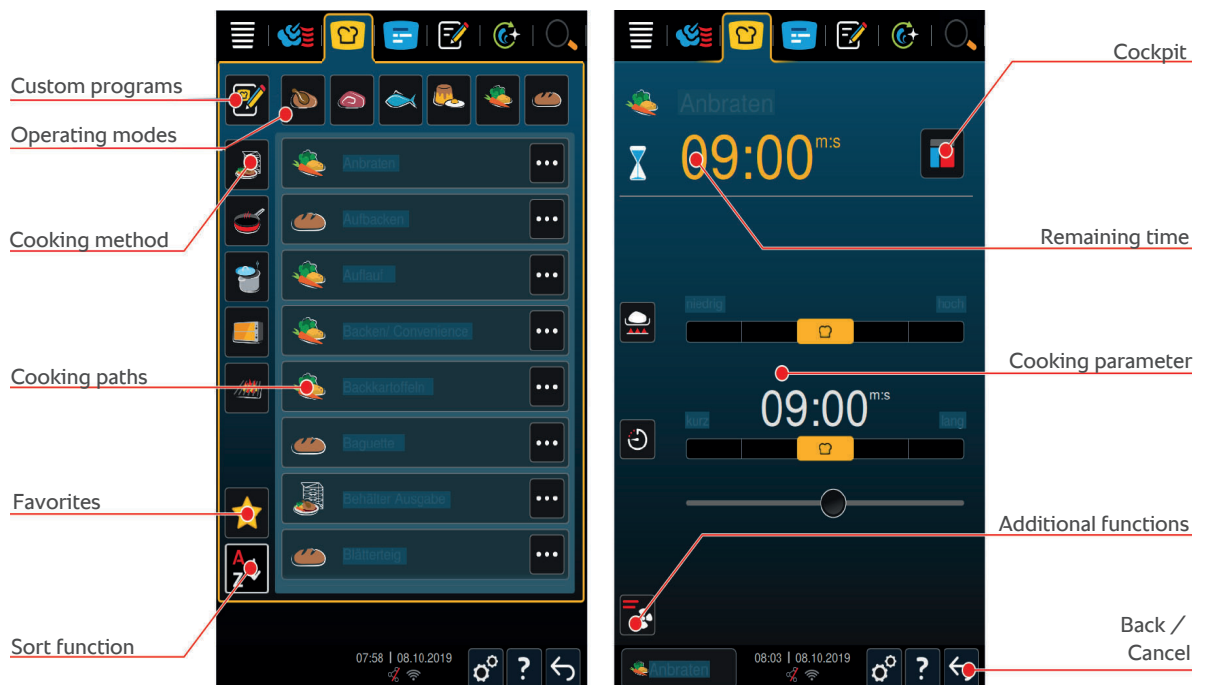 Custom programs
Operating modes
Cooking method
Cooking paths
Favorites
Sort function
Anbraten
Aufbacken
Auflauf
Backen/ Convenience
Backkartoffeln
Baguette
Behälter Ausgabe
Blätterteig
A
Z
07:58 | 08.10.2019
?
Anbraten
09:00 m:s
niedrig hoch
09:00 m:s
kurz lang
Anbraten
08:03 | 08.10.2019
?
Cockpit
Remaining time
Cooking parameter
Additional functions
Back /
Cancel